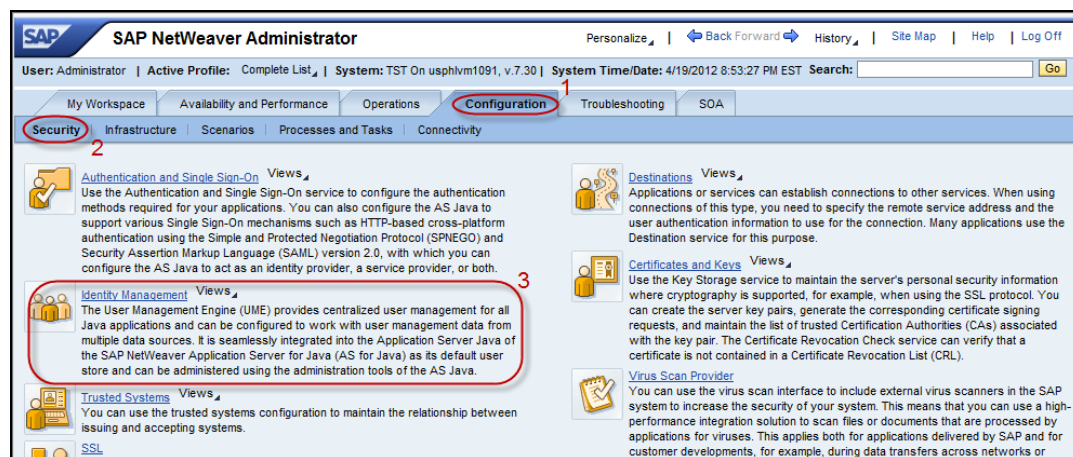 SAP SAP NetWeaver Administrator Personalize | Back Forward History | Site Map | Help | Log Off
User: Administrator | Active Profile: Complete List | System: TST On usphlvm1091, v.7.30 | System Time/Date: 4/19/2012 8:53:27 PM EST Search: Go
1
My Workspace Availability and Performance Operations Configuration Troubleshooting SOA
Security | Infrastructure | Scenarios | Processes and Tasks | Connectivity
2
Authentication and Single Sign-On Views
Use the Authentication and Single Sign-On service to configure the authentication
methods required for your applications. You can also configure the AS Java to
support various Single Sign-On mechanisms such as HTTP-based cross-platform
authentication using the Simple and Protected Negotiation Protocol (SPNEGO) and
Security Assertion Markup Language (SAML) version 2.0, with which you can
configure the AS Java to act as an identity provider, a service provider, or both.
3
Identity Management Views
The User Management Engine (UME) provides centralized user management for all
Java applications and can be configured to work with user management data from
multiple data sources. It is seamlessly integrated into the Application Server Java of
the SAP NetWeaver Application Server for Java (AS for Java) as its default user
store and can be administered using the administration tools of the AS Java.
Trusted Systems Views
You can use the trusted systems configuration to maintain the relationship between
issuing and accepting systems.
SSL
Destinations Views
Applications or services can establish connections to other services. When using
connections of this type, you need to specify the remote service address and the
user authentication information to use for the connection. Many applications use the
Destination service for this purpose.
Certificates and Keys Views
Use the Key Storage service to maintain the server's personal security information
where cryptography is supported, for example, when using the SSL protocol. You
can create the server key pairs, generate the corresponding certificate signing
requests, and maintain the list of trusted Certification Authorities (CAs) associated
with the key pair. The Certificate Revocation Check service can verify that a
certificate is not contained in a Certificate Revocation List (CRL).
Virus Scan Provider
You can use the virus scan interface to include external virus scanners in the SAP
system to increase the security of your system. This means that you can use a high-
performance integration solution to scan files or documents that are processed by
applications for viruses. This applies both for applications delivered by SAP and for
customer developments, for example, during data transfers across networks or